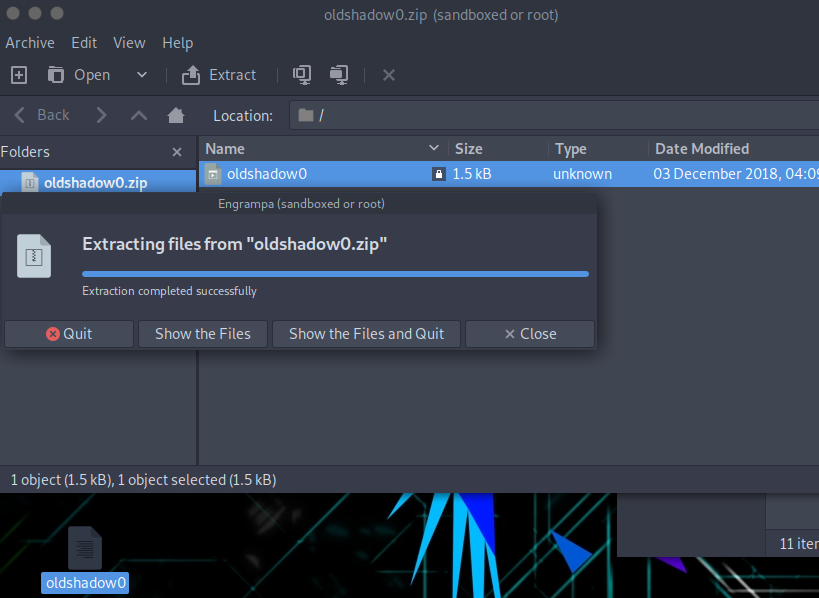 oldshadow0.zip (sandboxed or root)
Archive Edit View Help
Open Extract
Back Location: /
Folders
Name Size Type Date Modified
oldshadow0.zip
oldshadow0 1.5 kB unknown 03 December 2018, 04:09
Engrampa (sandboxed or root)
Extracting files from "oldshadow0.zip"
Extraction completed successfully
Quit Show the Files Show the Files and Quit Close
1 object (1.5 kB), 1 object selected (1.5 kB)
11 iter
oldshadow0